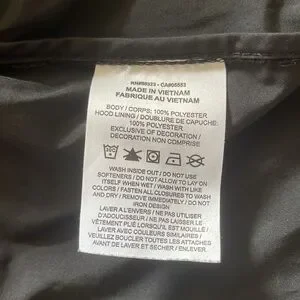 MADE IN VIETNAM
FABRIQUE AU VIETNAM
BODY / CORPS: 100% POLYESTER
HOOD LINING / DOUBLURE DE CAPUCHE:
100% POLYESTER
EXCLUSIVE OF DECORATION /
DECORATION NON COMPRISE
WASH INSIDE OUT / DO NOT USE
SOFTENERS / DO NOT ALLOW TO LAY ON
ITSELF WHEN WET / WASH WITH LIKE
COLORS / FASTEN ALL CLOSURES TO WASH
AND DRY / REMOVE IMMEDIATELY / DO NOT
IRON DESIGN
LAVER A L'ENVERS / NE PAS UTILISER
D'ADOUCISSEUR / NE PAS LAISSER LE
VÊTEMENT PLIÉ LORSQU'IL EST MOUILLÉ /
LAVER AVEC COULEURS SIMILAIRES /
VEUILLEZ BOUCLER TOUTES LES ATTACHES
AVANT DE LAVER ET SECHER / ENLEVER.